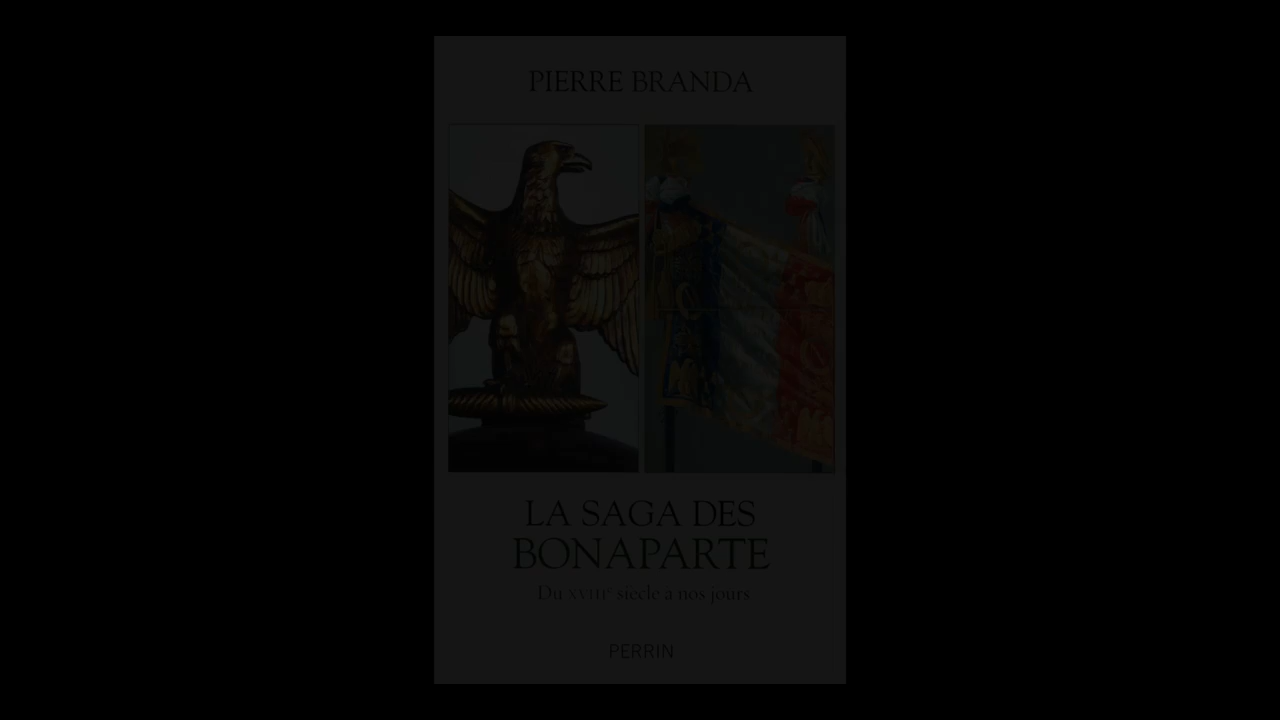 PIERRE BRANDA
LA SAGA DES
BONAPARTE
Du XVIIIe siècle à nos jours
PERRIN